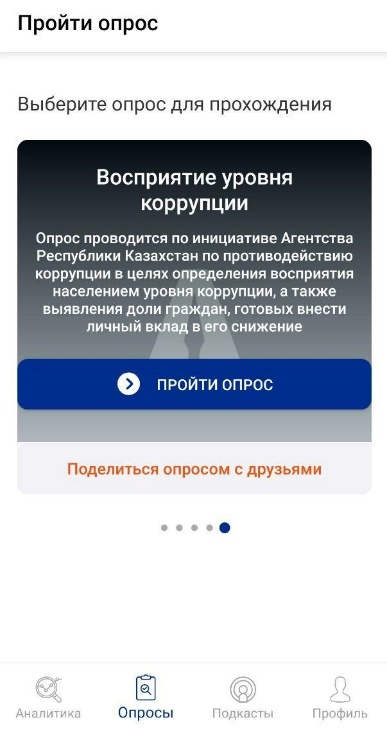 Пройти опрос
Выберите опрос для прохождения
Восприятие уровня
коррупции
Опрос проводится по инициативе Агентства
Республики Казахстан по противодействию
коррупции в целях определения восприятия
населением уровня коррупции, а также
выявления доли граждан, готовых внести
личный вклад в его снижение
ПРОЙТИ ОПРОС
Поделиться опросом с друзьями
Аналитика
Опросы
Подкасты
Профиль